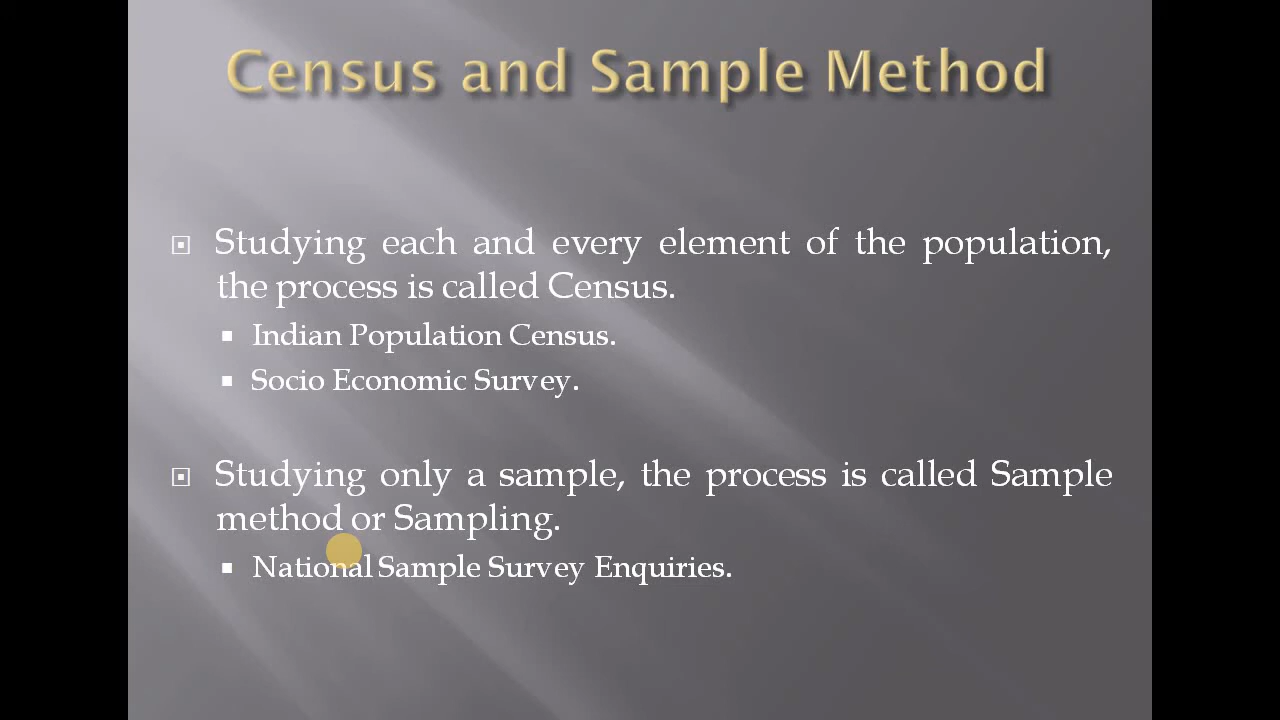 Census and Sample Method
Studying each and every element of the population,
the process is called Census.
Indian Population Census.
Socio Economic Survey.
Studying only a sample, the process is called Sample
method or Sampling.
National Sample Survey Enquiries.